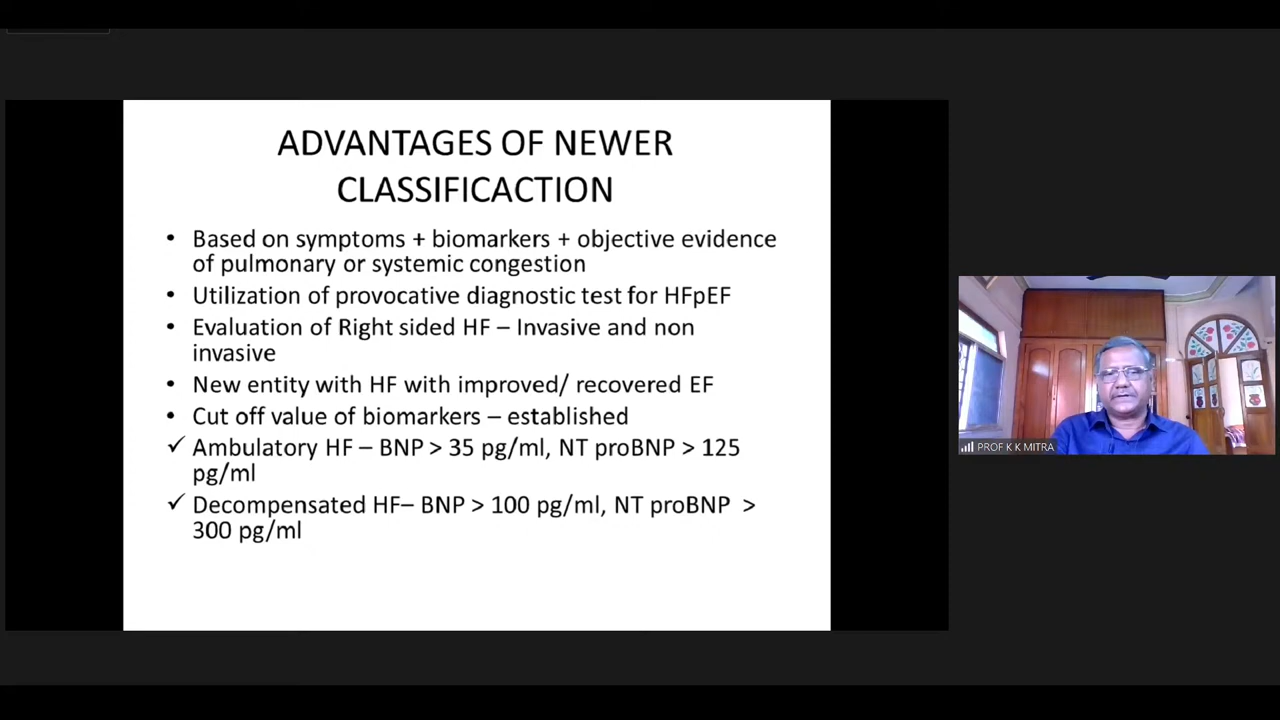 ADVANTAGES OF NEWER
CLASSIFICACTION
• Based on symptoms + biomarkers + objective evidence
of pulmonary or systemic congestion
• Utilization of provocative diagnostic test for HFpEF
• Evaluation of Right sided HF – Invasive and non
invasive
• New entity with HF with improved/ recovered EF
• Cut off value of biomarkers – established
✓ Ambulatory HF – BNP > 35 pg/ml, NT proBNP > 125
pg/ml
✓ Decompensated HF– BNP > 100 pg/ml, NT proBNP >
300 pg/ml
PROF K K MITRA